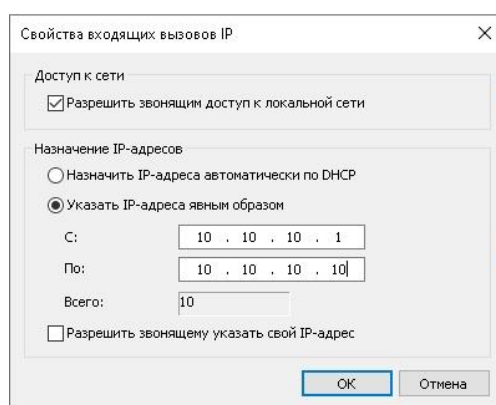 Свойства входящих вызовов IP
Доступ к сети
Разрешить звонящим доступ к локальной сети
Назначение IP-адресов
Назначить IP-адреса автоматически по DHCP
Указать IP-адреса явным образом
С: 10 . 10 . 10 . 1
По: 10 . 10 . 10 . 10
Всего: 10
Разрешить звонящему указать свой IP-адрес
ОК Отмена